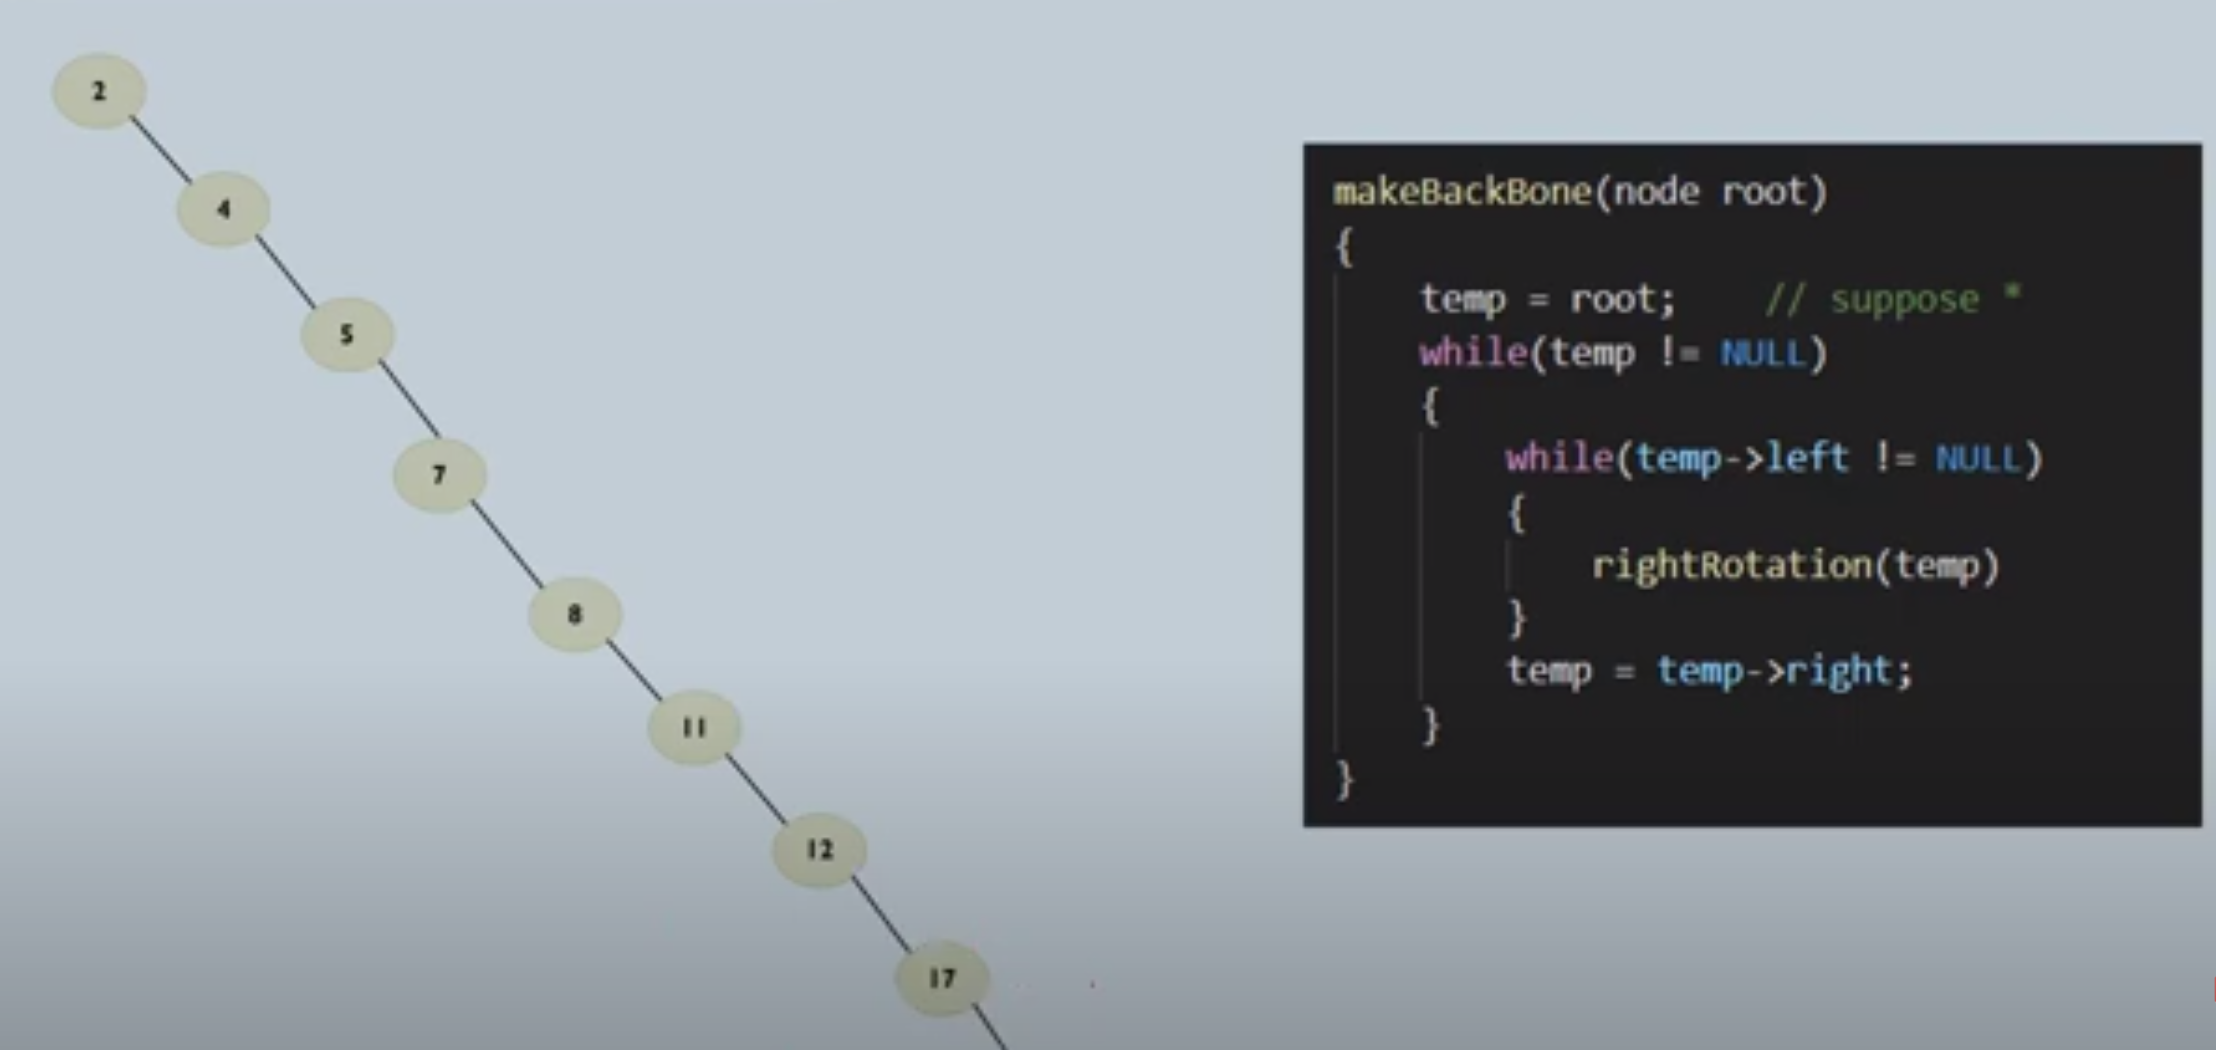 2
4
5
7
8
11
12
17
makeBackBone(node root)
{
temp = root;    // suppose *
while(temp != NULL)
{
while(temp->left != NULL)
{
rightRotation(temp)
}
temp = temp->right;
}
}